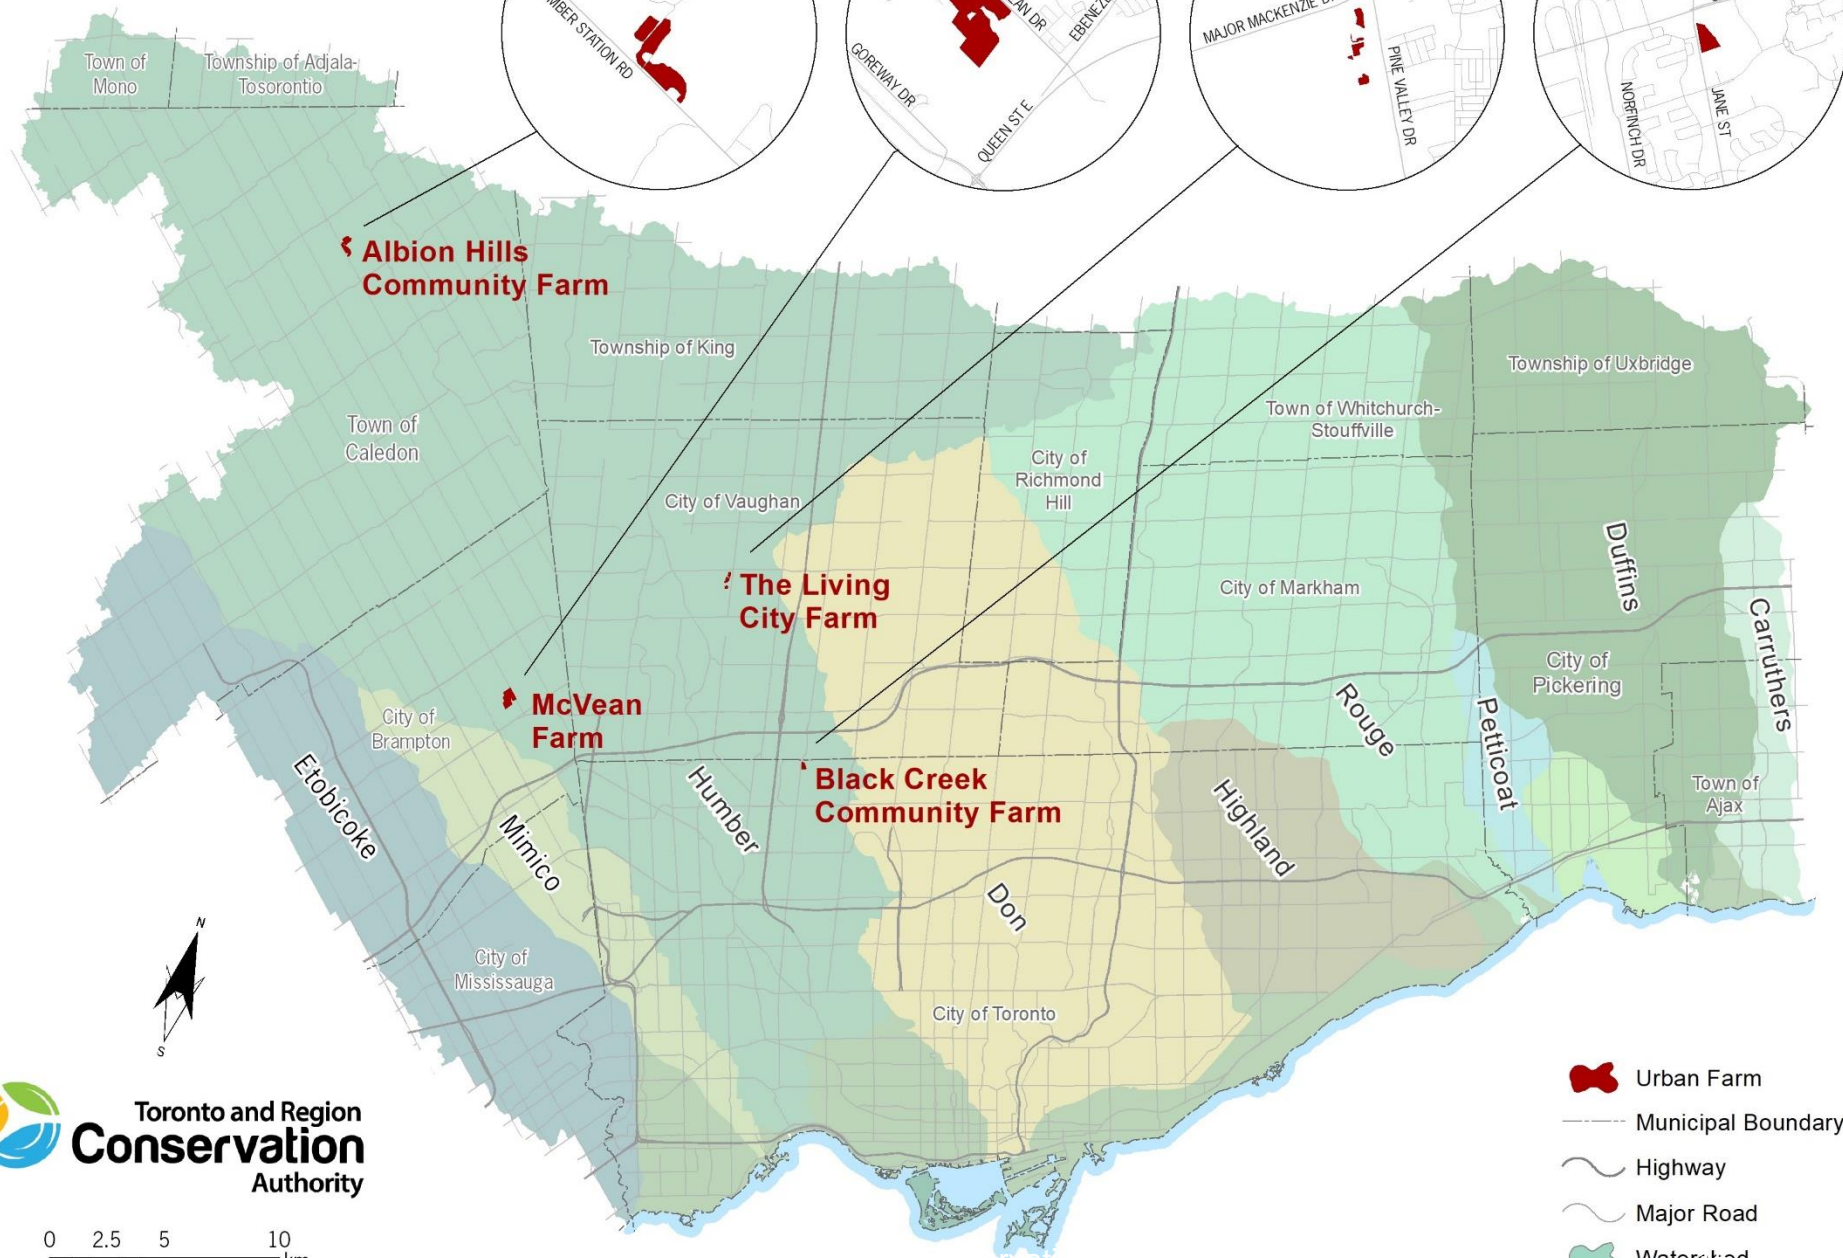 Town of
Mono
Township of Adjala-
Tosorontio
MBER STATION RD
GOREWAY DR
QUEEN ST E
MAJOR MACKENZIE
PINE VALLEY DR
NORFINCH DR
JANE ST
Albion Hills
Community Farm
Township of King
Town of
Caledon
City of Vaughan
City of
Richmond
Hill
Town of Whitchurch-
Stouffville
Township of Uxbridge
The Living
City Farm
City of Markham
Duffins
Carruthers
McVean
Farm
City of
Brampton
City of
Pickering
Rouge
Petticoat
Etobicoke
Mimico
Humber
Black Creek
Community Farm
Highland
Town of
Ajax
Don
City of
Mississauga
City of Toronto
N
S
Toronto and Region
Conservation
Authority
0 2.5 5 10
km
Urban Farm
Municipal Boundary
Highway
Major Road
Watershed